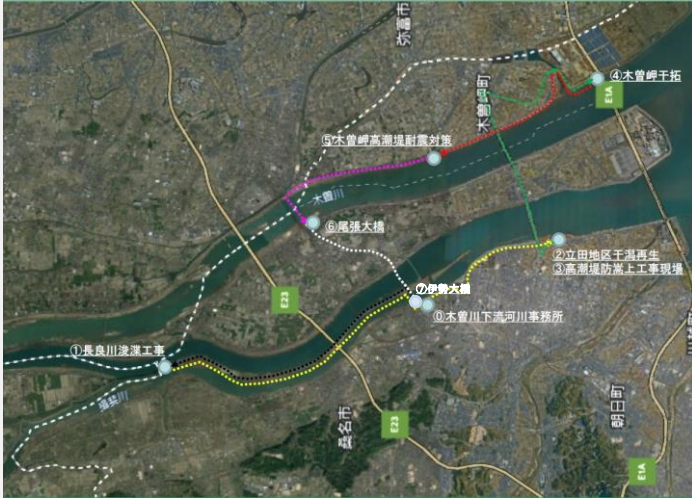 弥富市
④木曽岬干拓
E1A
木曽岬町
⑤木曽岬高潮堤耐震対策
木曽川
⑥尾張大橋
②立田地区干潟再生
③高潮堤防嵩上工事現場
E23
⑦伊勢大橋
⓪木曽川下流河川事務所
①長良川浚渫工事
揖斐川
桑名市
E23
朝日町
E1A